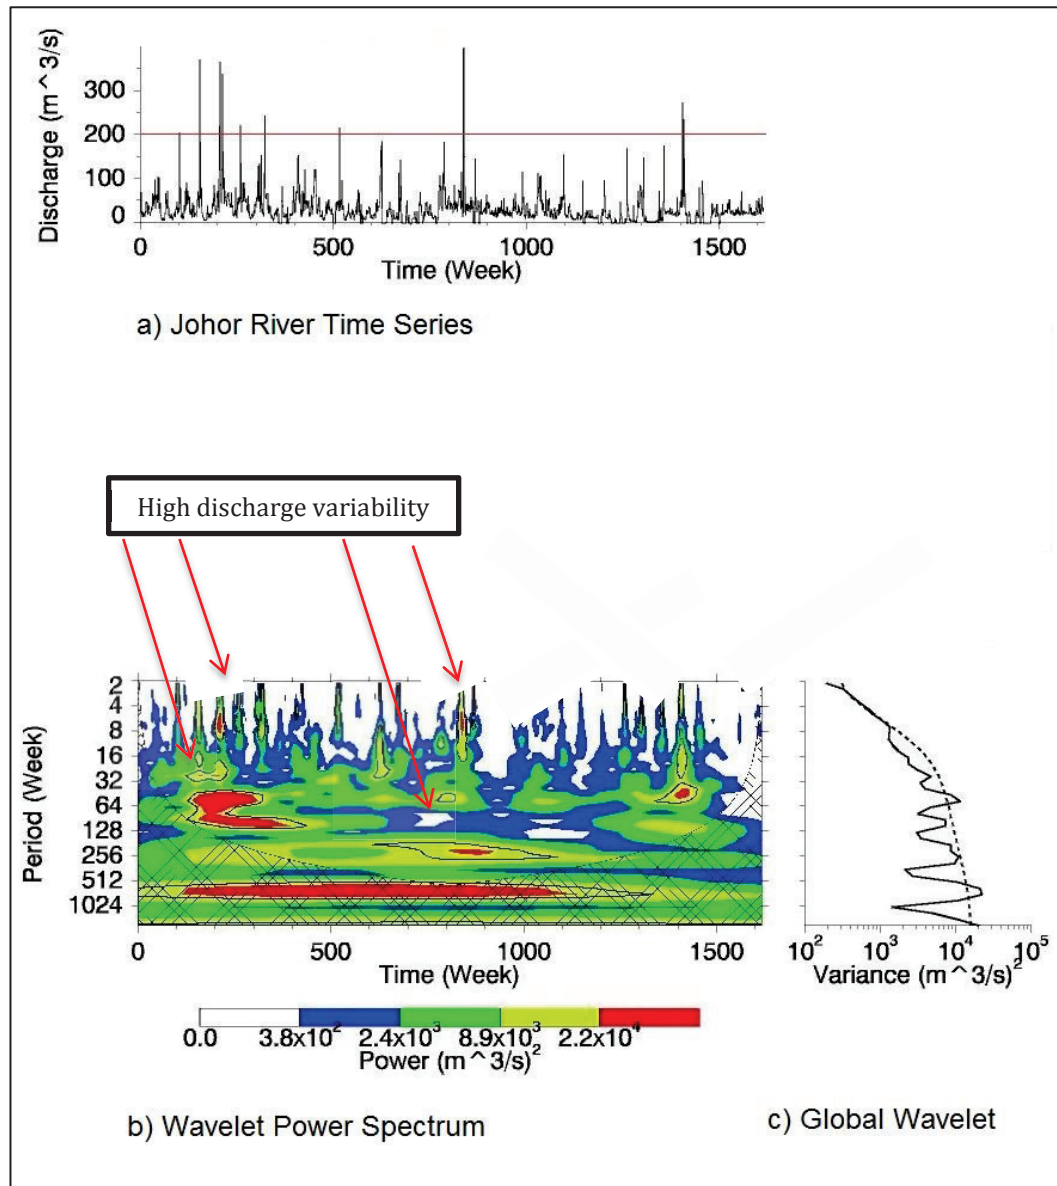 Discharge (m^3/s)
300
200
100
0
0 500 1000 1500
Time (Week)
a) Johor River Time Series
High discharge variability
Period (Week)
2
4
8
16
32
64
128
256
512
1024
0 500 1000 1500
Time (Week)
10² 10³ 10⁴ 10⁵
Variance (m^3/s)²
0.0 3.8x10² 2.4x10³ 8.9x10³ 2.2x10⁴
Power (m^3/s)²
b) Wavelet Power Spectrum
c) Global Wavelet